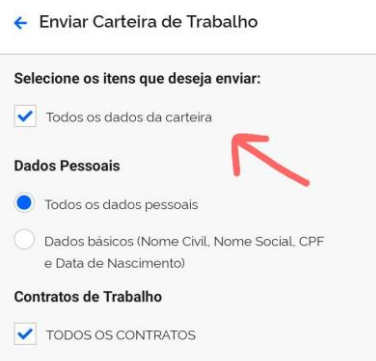 Enviar Carteira de Trabalho
Selecione os itens que deseja enviar:
Todos os dados da carteira
Dados Pessoais
Todos os dados pessoais
Dados básicos (Nome Civil, Nome Social, CPF
e Data de Nascimento)
Contratos de Trabalho
TODOS OS CONTRATOS